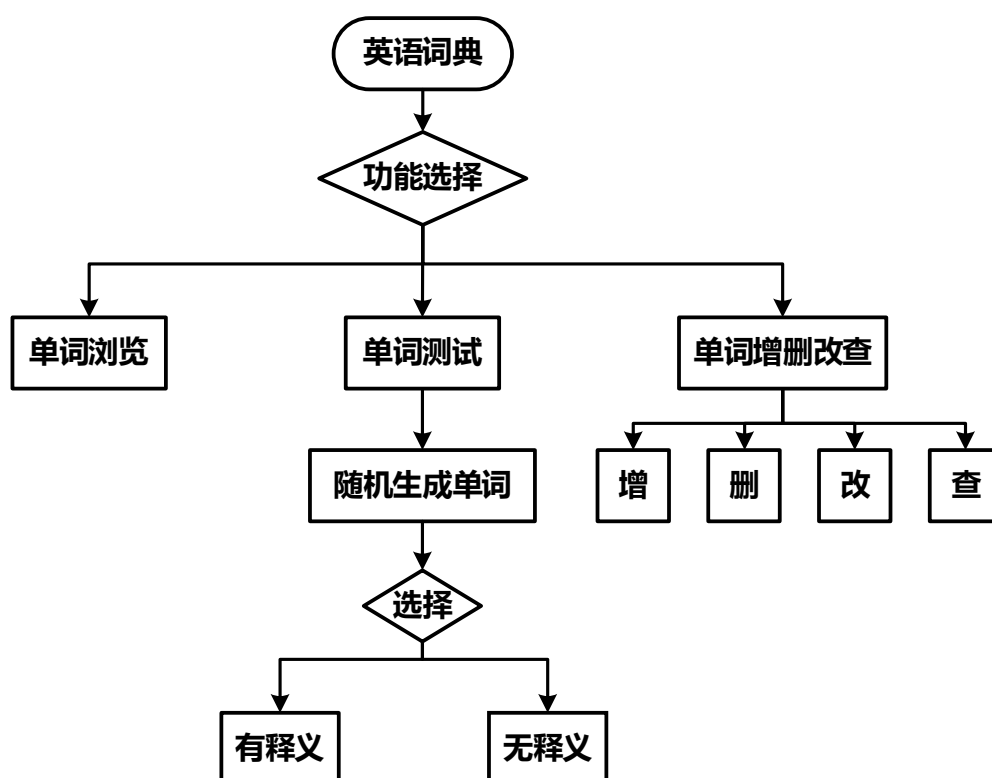 英语词典
功能选择
单词浏览
单词测试
单词增删改查
随机生成单词
增
删
改
查
选择
有释义
无释义